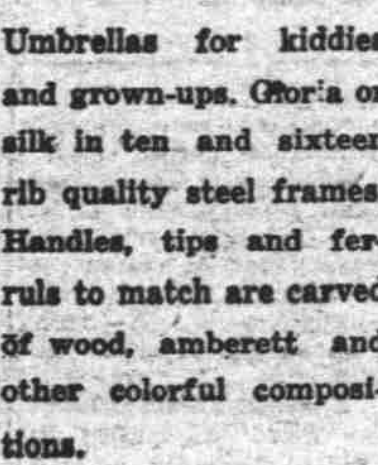 Umbrellas for kiddies
and grown-ups. Gloria or
silk in ten and sixteen
rib quality steel frames.
Handles, tips and fer-
ruls to match are carved
of wood, amberett and
other colorful composi-
tions.